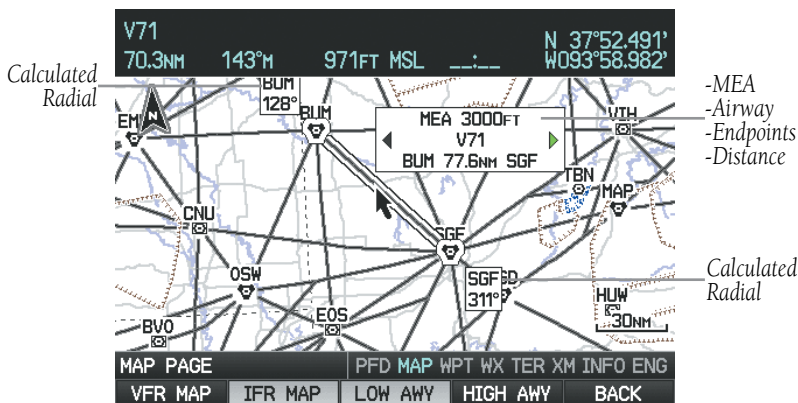 V71
70.3NM 143°M 971FT MSL __:__ N 37°52.491' W093°58.982'
Calculated Radial
BUM 128°
-MEA
-Airway
-Endpoints
-Distance
N
EM
BUM
MEA 3000FT
V71
BUM 77.6NM SGF
VIH
TBN
MAP
CNU
SGF
OSW
SGF 311°
GD
Calculated Radial
HUW
30NM
EOS
BVO
MAP PAGE PFD MAP WPT WX TER XM INFO ENG
VFR MAP IFR MAP LOW AWY HIGH AWY BACK